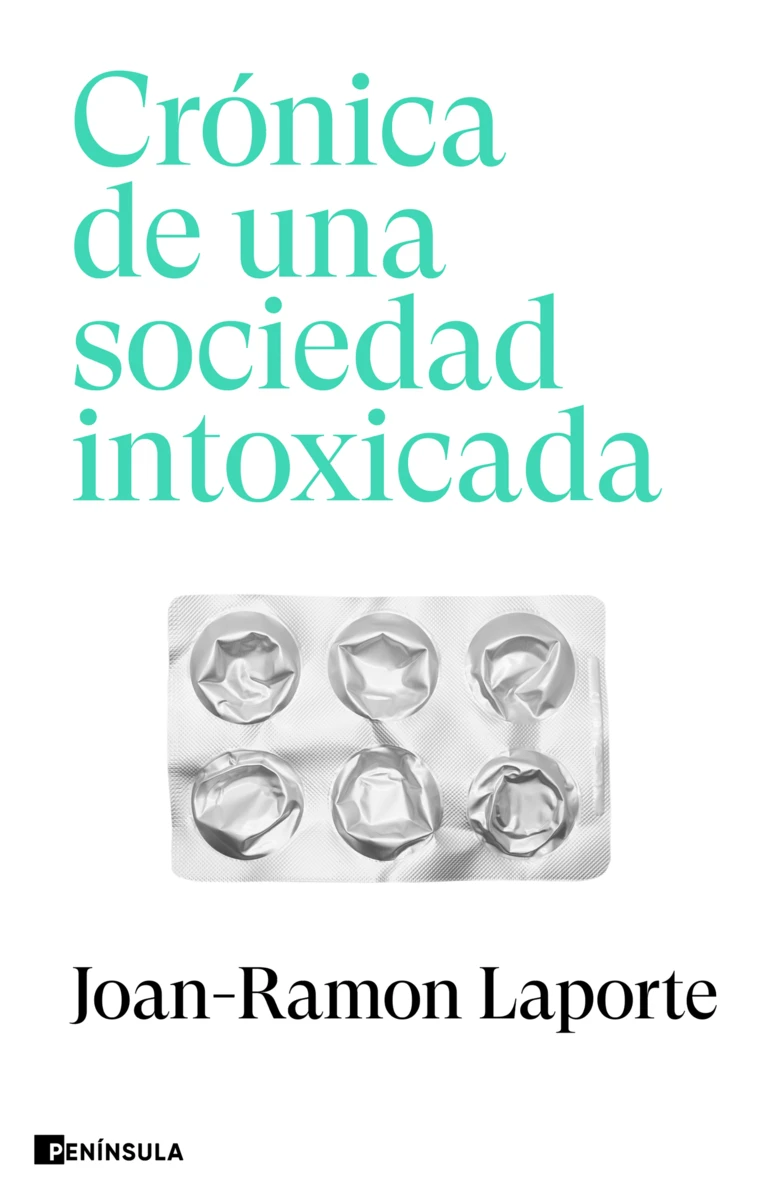 Crónica
de una
sociedad
intoxicada
Joan-Ramon Laporte
PENÍNSULA